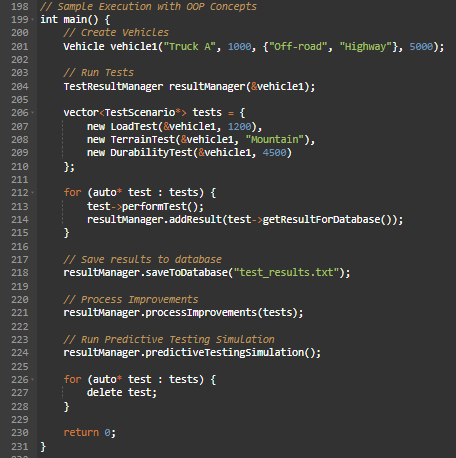 198 // Sample Execution with OOP Concepts
199 int main() {
200 // Create Vehicles
201 Vehicle vehicle1("Truck A", 1000, {"Off-road", "Highway"}, 5000);
202
203 // Run Tests
204 TestResultManager resultManager(&vehicle1);
205
206 vector<TestScenario*> tests = {
207 new LoadTest(&vehicle1, 1200),
208 new TerrainTest(&vehicle1, "Mountain"),
209 new DurabilityTest(&vehicle1, 4500)
210 };
211
212 for (auto* test : tests) {
213 test->performTest();
214 resultManager.addResult(test->getResultForDatabase());
215 }
216
217 // Save results to database
218 resultManager.saveToDatabase("test_results.txt");
219
220 // Process Improvements
221 resultManager.processImprovements(tests);
222
223 // Run Predictive Testing Simulation
224 resultManager.predictiveTestingSimulation();
225
226 for (auto* test : tests) {
227 delete test;
228 }
229
230 return 0;
231 }